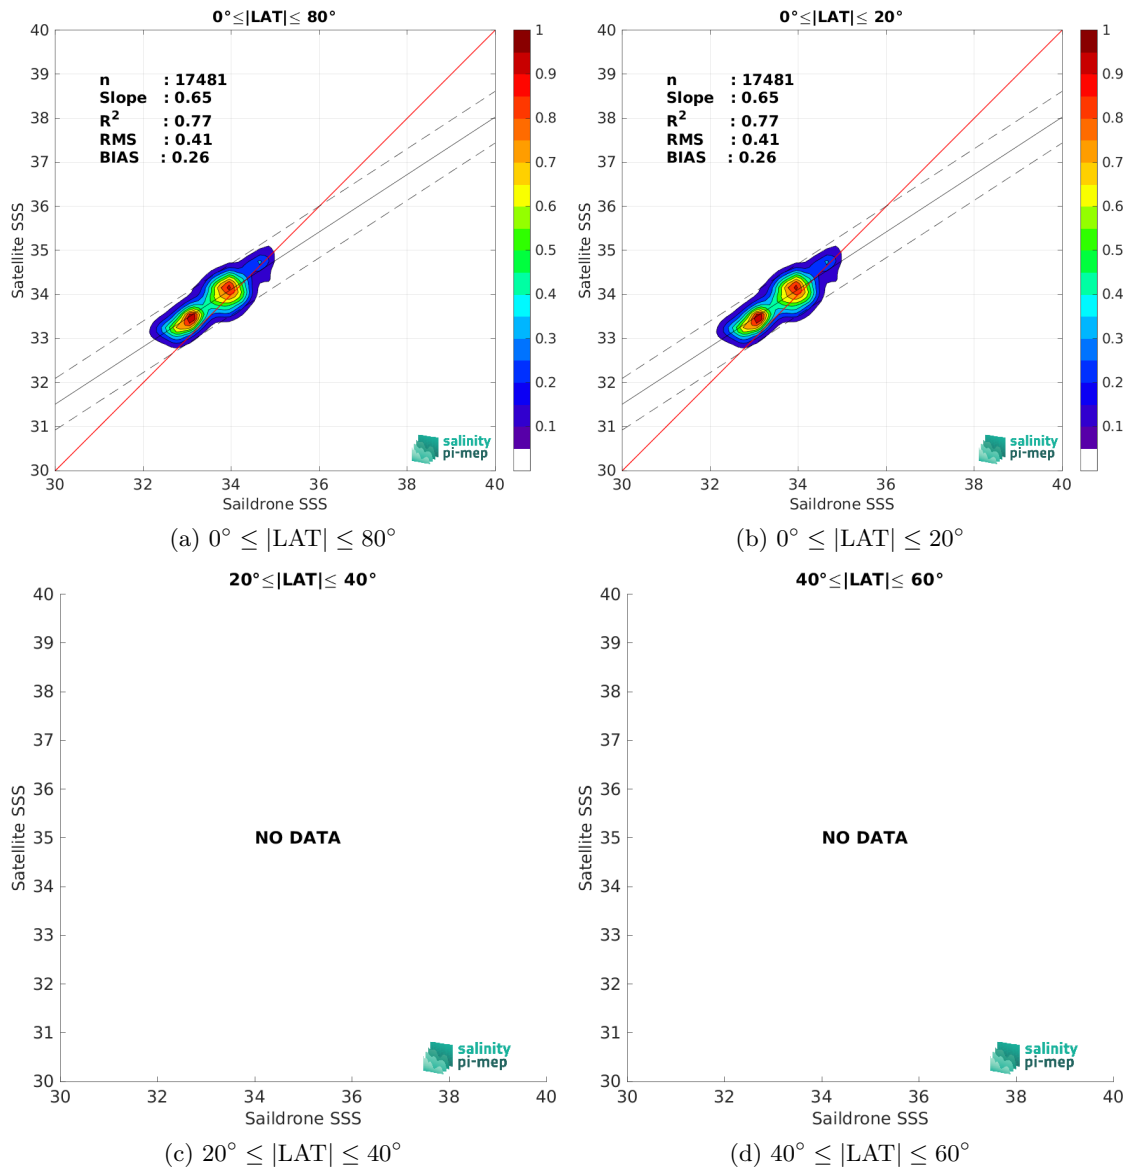 0°≤|LAT|≤ 80°
40
39
38
37
36
35
34
33
32
31
30
Satellite SSS
n : 17481
Slope : 0.65
R² : 0.77
RMS : 0.41
BIAS : 0.26
1
0.9
0.8
0.7
0.6
0.5
0.4
0.3
0.2
0.1
salinity
pi-mep
30 32 34 36 38 40
Saildrone SSS
(a) 0° ≤ |LAT| ≤ 80°
0°≤|LAT|≤ 20°
40
39
38
37
36
35
34
33
32
31
30
Satellite SSS
n : 17481
Slope : 0.65
R² : 0.77
RMS : 0.41
BIAS : 0.26
1
0.9
0.8
0.7
0.6
0.5
0.4
0.3
0.2
0.1
salinity
pi-mep
30 32 34 36 38 40
Saildrone SSS
(b) 0° ≤ |LAT| ≤ 20°
20°≤|LAT|≤ 40°
40
39
38
37
36
35
34
33
32
31
30
Satellite SSS
NO DATA
salinity
pi-mep
30 32 34 36 38 40
Saildrone SSS
(c) 20° ≤ |LAT| ≤ 40°
40°≤|LAT|≤ 60°
40
39
38
37
36
35
34
33
32
31
30
Satellite SSS
NO DATA
salinity
pi-mep
30 32 34 36 38 40
Saildrone SSS
(d) 40° ≤ |LAT| ≤ 60°